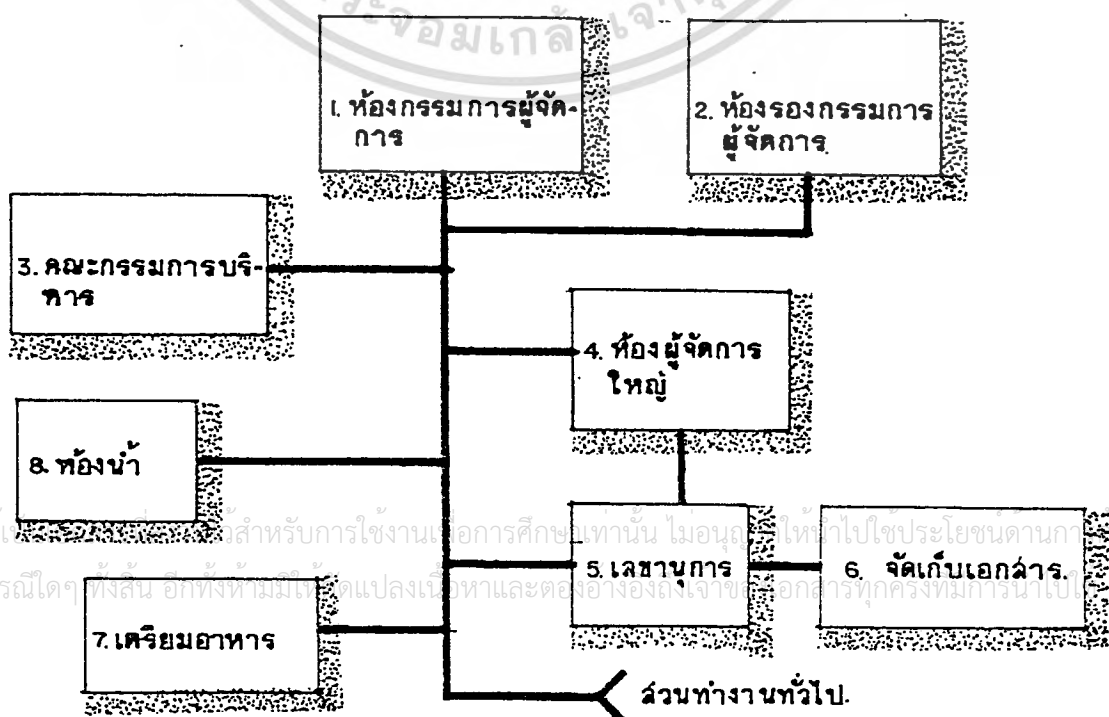 ระจอมเกล้าเจ้า
1. ห้องกรรมการผู้จัด-
การ
2. ห้องรองกรรมการ
ผู้จัดการ.
3. คณะกรรมการบริ-
หาร
4. ห้องผู้จัดการ
ใหญ่
8. ห้องน้ำ
สำหรับการใช้งานเพื่อการศึกษาเท่านั้น ไม่อนุญาตให้นำไปใช้ประโยชน์ด้านกา
5. เลขานุการ
6. จัดเก็บเอกสาร.
รณีใดๆ ทั้งสิ้น อีกทั้งห้ามมิให้ดัดแปลงเนื้อหาและต้องอ้างอิงถึงเจ้าของเอกสารทุกครั้งที่มีการนำไปใ
7. เตรียมอาหาร
ส่วนทำงานทั่วไป.